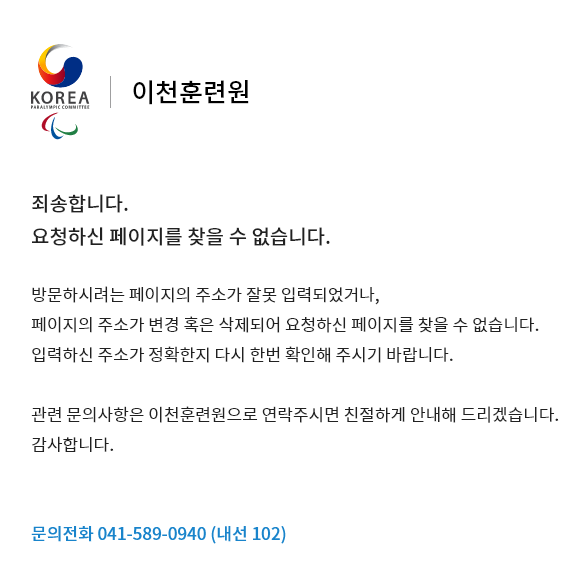 KOREA
PARALYMPIC COMMITTEE
이천훈련원
죄송합니다.
요청하신 페이지를 찾을 수 없습니다.
방문하시려는 페이지의 주소가 잘못 입력되었거나,
페이지의 주소가 변경 혹은 삭제되어 요청하신 페이지를 찾을 수 없습니다.
입력하신 주소가 정확한지 다시 한번 확인해 주시기 바랍니다.
관련 문의사항은 이천훈련원으로 연락주시면 친절하게 안내해 드리겠습니다.
감사합니다.
문의전화 041-589-0940 (내선 102)